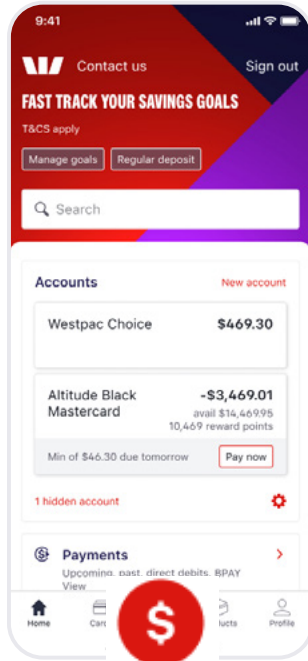 9:41
Contact us
Sign out
FAST TRACK YOUR SAVINGS GOALS
T&CS apply
Manage goals
Regular deposit
Search
Accounts
New account
Westpac Choice
$469.30
Altitude Black
Mastercard
-$3,469.01
avail $14,469.95
10,469 reward points
Min of $46.30 due tomorrow
Pay now
1 hidden account
Payments
Upcoming, past, direct debits, BPAY
View
Home
Profile
$